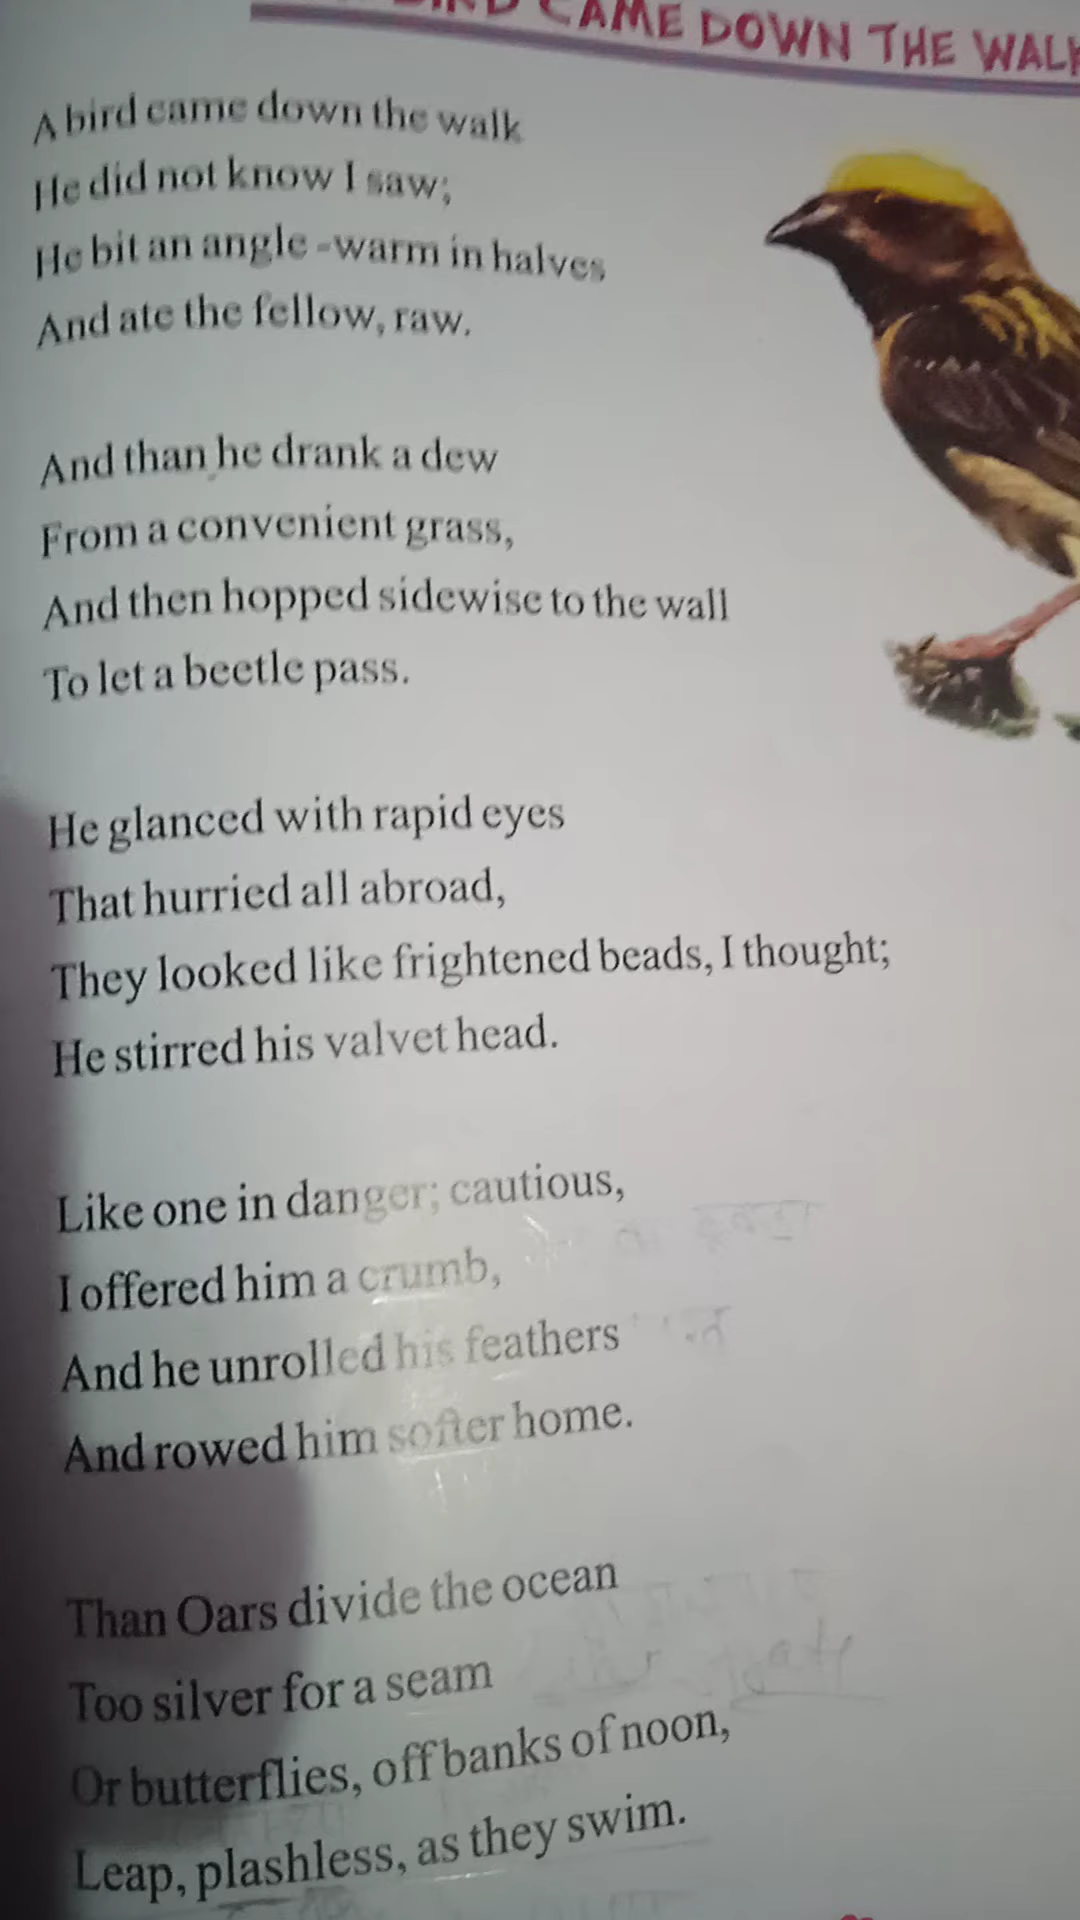 BIRD CAME DOWN THE WALK
A bird came down the walk
He did not know I saw;
He bit an angle -warm in halves
And ate the fellow, raw.
And than he drank a dew
From a convenient grass,
And then hopped sidewise to the wall
To let a beetle pass.
He glanced with rapid eyes
That hurried all abroad,
They looked like frightened beads, I thought;
He stirred his valvet head.
Like one in danger; cautious,
I offered him a crumb,
And he unrolled his feathers
And rowed him softer home.
Than Oars divide the ocean
Too silver for a seam
Or butterflies, off banks of noon,
Leap, plashless, as they swim.